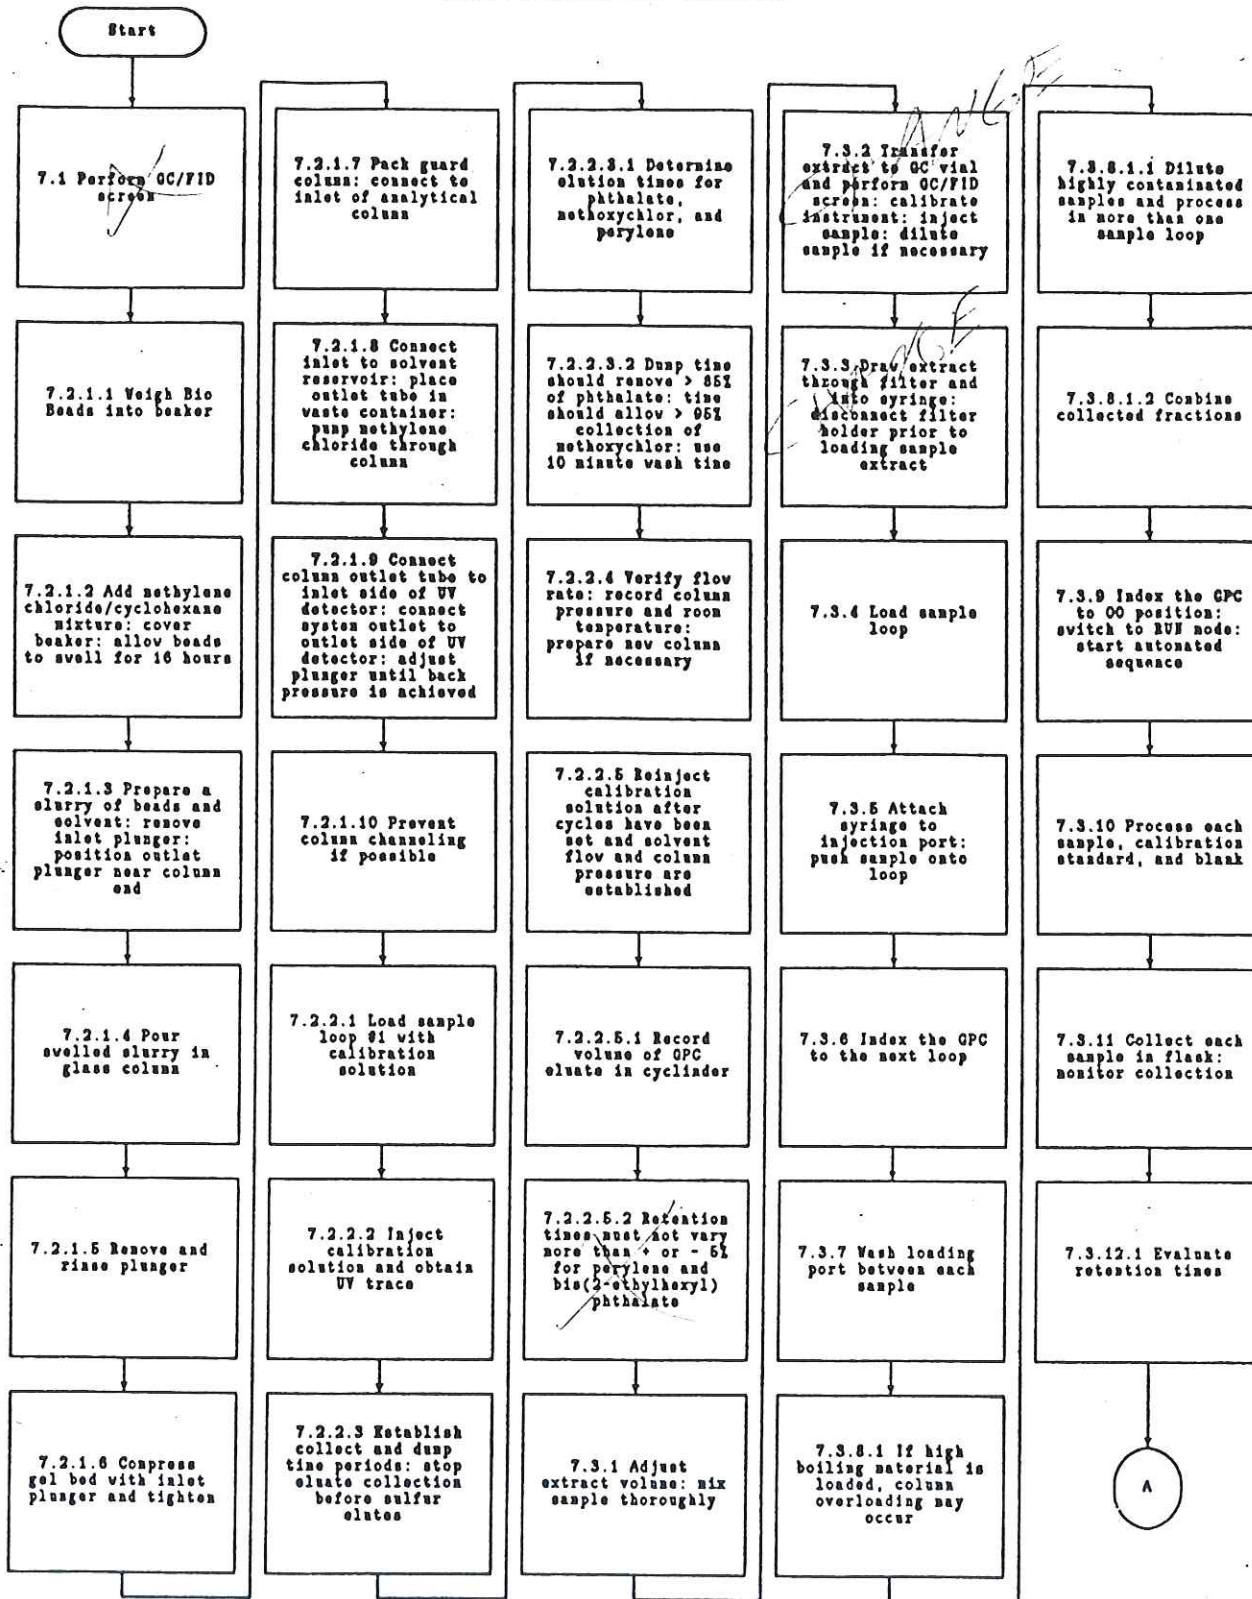 Start
7.1 Perform GC/FID
screen
7.2.1.1 Weigh Bio
Beads into beaker
7.2.1.2 Add methylene
chloride/cyclohexane
mixture: cover
beaker: allow beads
to swell for 16 hours
7.2.1.3 Prepare a
slurry of beads and
solvent: remove
inlet plunger:
position outlet
plunger near column
end
7.2.1.4 Pour
swelled slurry in
glass column
7.2.1.5 Remove and
rinse plunger
7.2.1.6 Compress
gel bed with inlet
plunger and tighten
7.2.1.7 Pack guard
column: connect to
inlet of analytical
column
7.2.1.8 Connect
inlet to solvent
reservoir: place
outlet tube in
waste container:
pump methylene
chloride through
column
7.2.1.9 Connect
column outlet tube to
inlet side of UV
detector: connect
system outlet to
outlet side of UV
detector: adjust
plunger until back
pressure is achieved
7.2.1.10 Prevent
column channeling
if possible
7.2.2.1 Load sample
loop #1 with
calibration
solution
7.2.2.2 Inject
calibration
solution and obtain
UV trace
7.2.2.3 Establish
collect and dump
time periods: stop
eluate collection
before sulfur
elutes
7.2.2.3.1 Determine
elution times for
phthalate,
methoxychlor, and
perylene
7.2.2.3.2 Dump time
should remove > 85%
of phthalate: time
should allow > 95%
collection of
methoxychlor: use
10 minute wash time
7.2.2.4 Verify flow
rate: record column
pressure and room
temperature:
prepare new column
if necessary
7.2.2.5 Reinject
calibration
solution after
cycles have been
set and solvent
flow and column
pressure are
established
7.2.2.5.1 Record
volume of GPC
eluate in cyclinder
7.2.2.5.2 Retention
times must not vary
more than + or - 5%
for perylene and
bis(2-ethylhexyl)
phthalate
7.3.1 Adjust
extract volume: mix
sample thoroughly
CHANGE
7.3.2 Transfer
extract to GC vial
and perform GC/FID
screen: calibrate
instrument: inject
sample: dilute
sample if necessary
CHANGE
7.3.3 Draw extract
through filter and
into syringe:
disconnect filter
holder prior to
loading sample
extract
7.3.4 Load sample
loop
7.3.5 Attach
syringe to
injection port:
push sample onto
loop
7.3.6 Index the GPC
to the next loop
7.3.7 Wash loading
port between each
sample
7.3.8.1 If high
boiling material is
loaded, column
overloading may
occur
7.3.8.1.1 Dilute
highly contaminated
samples and process
in more than one
sample loop
7.3.8.1.2 Combine
collected fractions
7.3.9 Index the GPC
to 00 position:
switch to RUN mode:
start automated
sequence
7.3.10 Process each
sample, calibration
standard, and blank
7.3.11 Collect each
sample in flask:
monitor collection
7.3.12.1 Evaluate
retention times
A